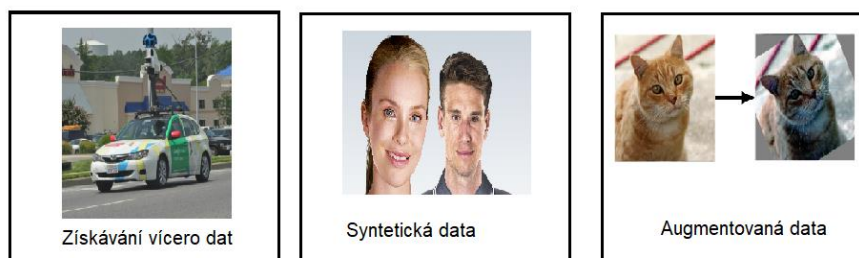 Získávání vícero dat
Syntetická data
Augmentovaná data